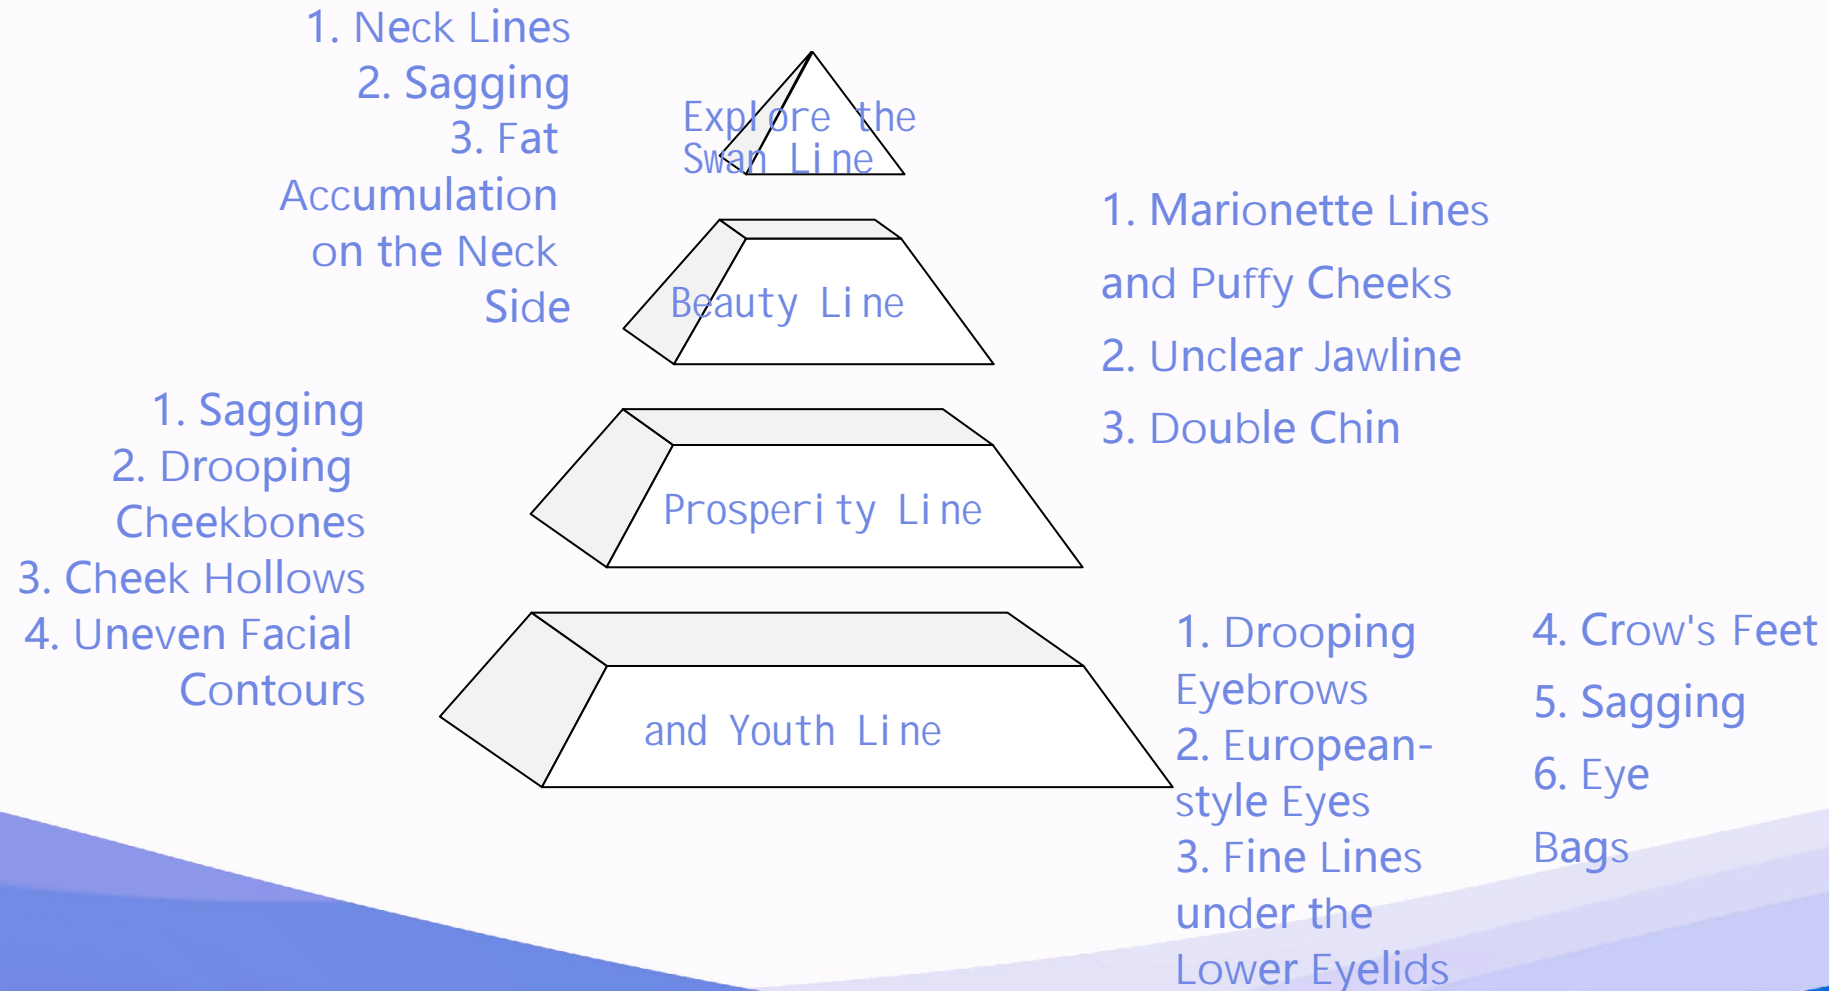 1. Neck Lines
2. Sagging
3. Fat
Accumulation
on the Neck
Side
Explore the
Swan Line
1. Marionette Lines
and Puffy Cheeks
2. Unclear Jawline
3. Double Chin
Beauty Line
1. Sagging
2. Drooping
Cheekbones
3. Cheek Hollows
4. Uneven Facial
Contours
Prosperity Line
and Youth Line
1. Drooping
Eyebrows
2. European-
style Eyes
3. Fine Lines
under the
Lower Eyelids
4. Crow's Feet
5. Sagging
6. Eye
Bags